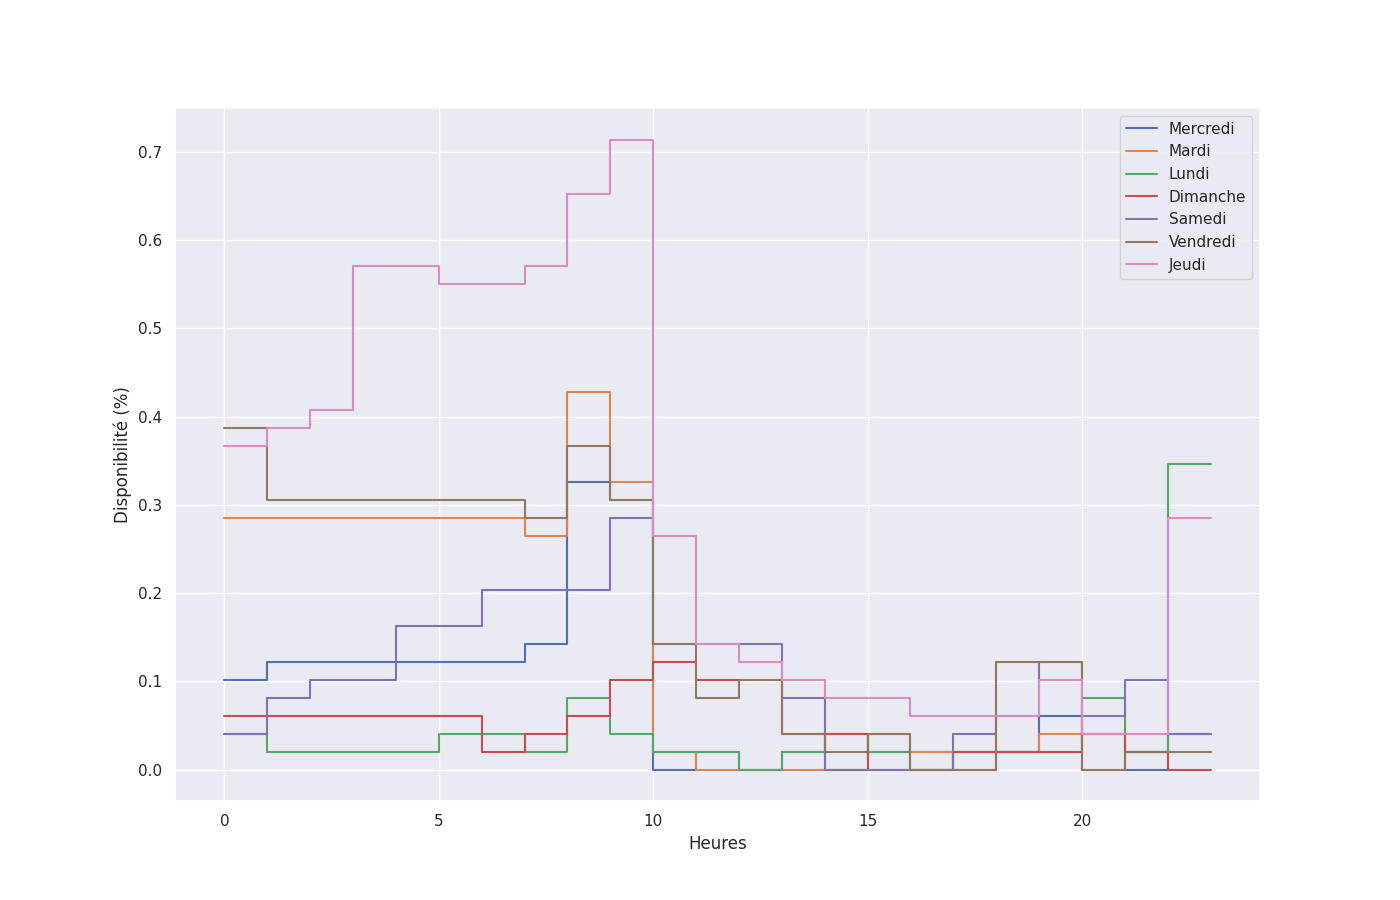 Disponibilité (%)
0.7
0.6
0.5
0.4
0.3
0.2
0.1
0.0
Mercredi
Mardi
Lundi
Dimanche
Samedi
Vendredi
Jeudi
0 5 10 15 20
Heures